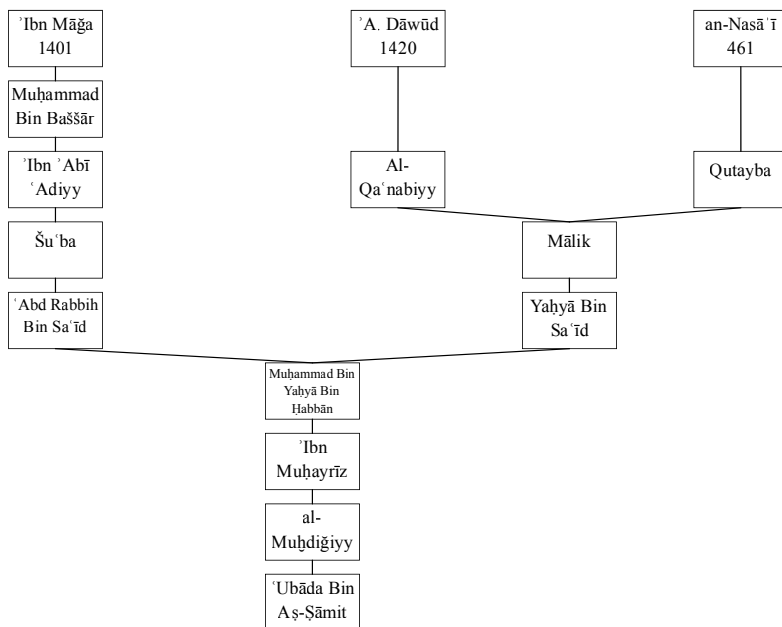 ʾIbn Māǧa
1401
ʾA. Dāwūd
1420
an-Nasāʾī
461
Muḥammad
Bin Baššār
ʾIbn ʾAbī
ʿAdiyy
Al-
Qaʿnabiyy
Qutayba
Šuʿba
Mālik
ʿAbd Rabbih
Bin Saʿīd
Yaḥyā Bin
Saʿīd
Muḥammad Bin
Yaḥyā Bin
Ḥabbān
ʾIbn
Muḥayrīz
al-
Muḫdiǧiyy
ʿUbāda Bin
Aṣ-Ṣāmit